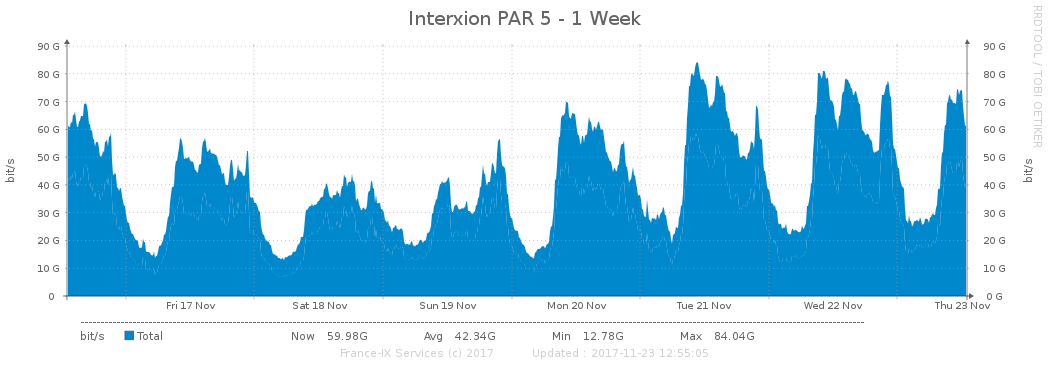 Interxion PAR 5 - 1 Week
RRDTOOL / TOBI OETIKER
90 G 90 G
80 G 80 G
70 G 70 G
60 G 60 G
50 G 50 G
40 G 40 G
30 G 30 G
20 G 20 G
10 G 10 G
0 0 G
bit/s
bit/s
Fri 17 Nov Sat 18 Nov Sun 19 Nov Mon 20 Nov Tue 21 Nov Wed 22 Nov Thu 23 Nov
bit/s Total Now 59.98G Avg 42.34G Min 12.78G Max 84.04G
France-IX Services (c) 2017 Updated : 2017-11-23 12:55:05